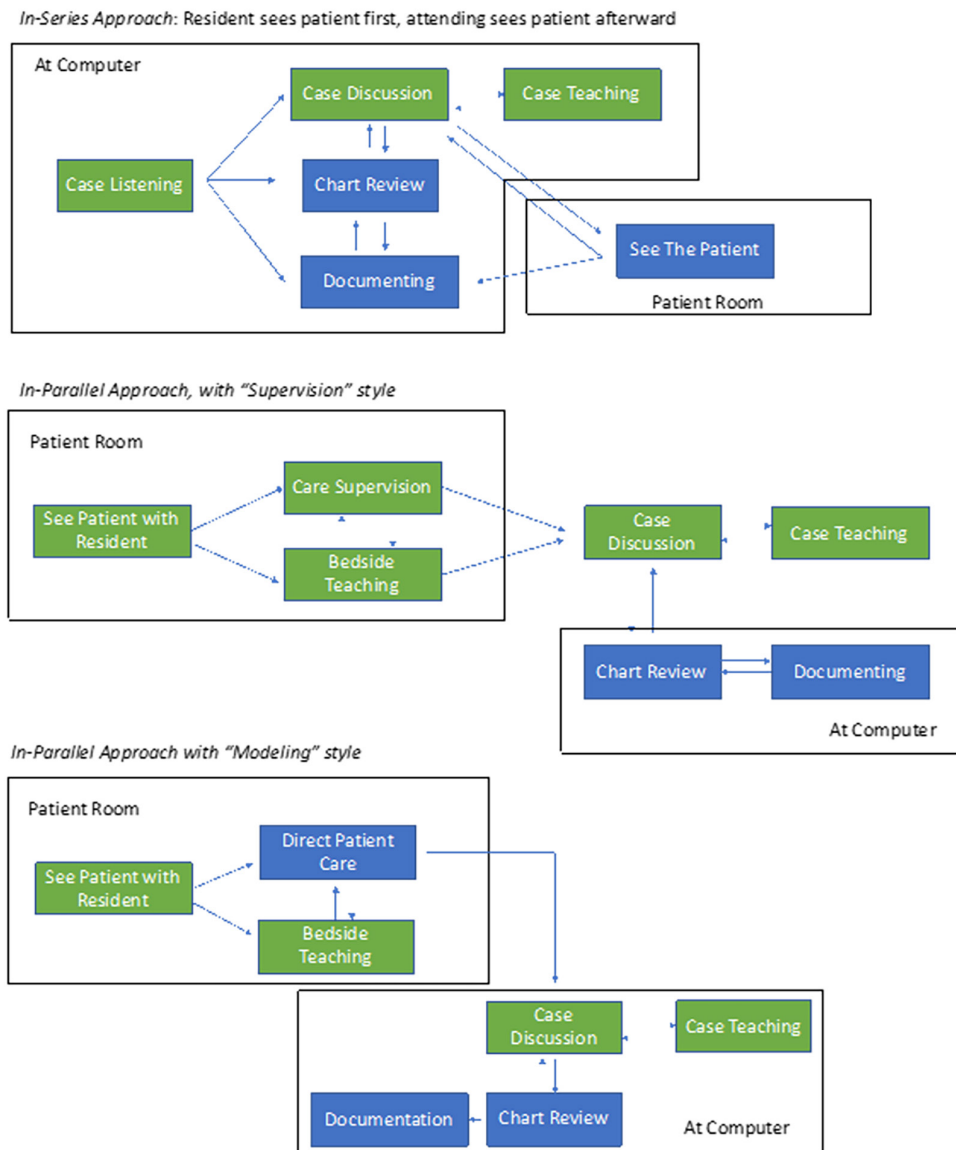 In-Series Approach: Resident sees patient first, attending sees patient afterward
At Computer
Case Discussion
Case Teaching
Case Listening
Chart Review
Documenting
See The Patient
Patient Room
In-Parallel Approach, with “Supervision” style
Patient Room
Care Supervision
See Patient with
Resident
Bedside
Teaching
Case
Discussion
Case Teaching
Chart Review
Documenting
At Computer
In-Parallel Approach with “Modeling” style
Patient Room
Direct Patient
Care
See Patient with
Resident
Bedside
Teaching
Case
Discussion
Case Teaching
Documentation
Chart Review
At Computer